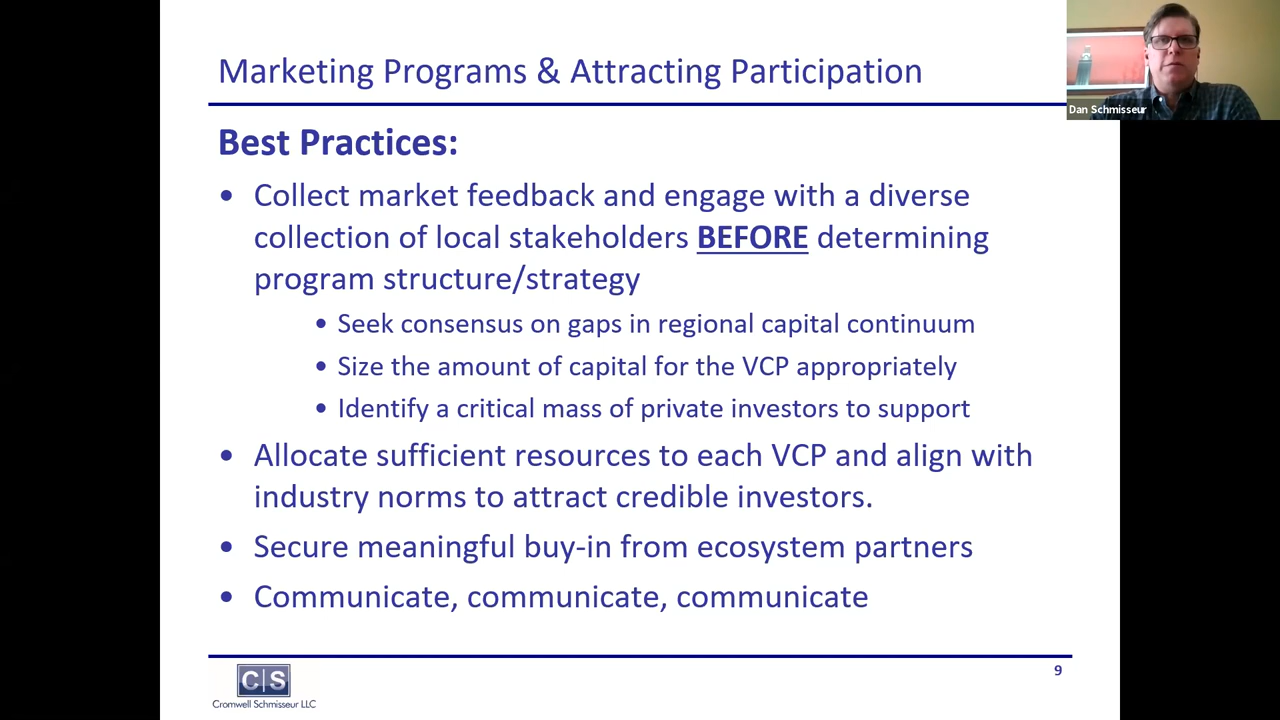 Marketing Programs & Attracting Participation
Dan Schmisseur
Best Practices:
• Collect market feedback and engage with a diverse
collection of local stakeholders BEFORE determining
program structure/strategy
• Seek consensus on gaps in regional capital continuum
• Size the amount of capital for the VCP appropriately
• Identify a critical mass of private investors to support
• Allocate sufficient resources to each VCP and align with
industry norms to attract credible investors.
• Secure meaningful buy-in from ecosystem partners
• Communicate, communicate, communicate
9
C|S
Cromwell Schmisseur LLC